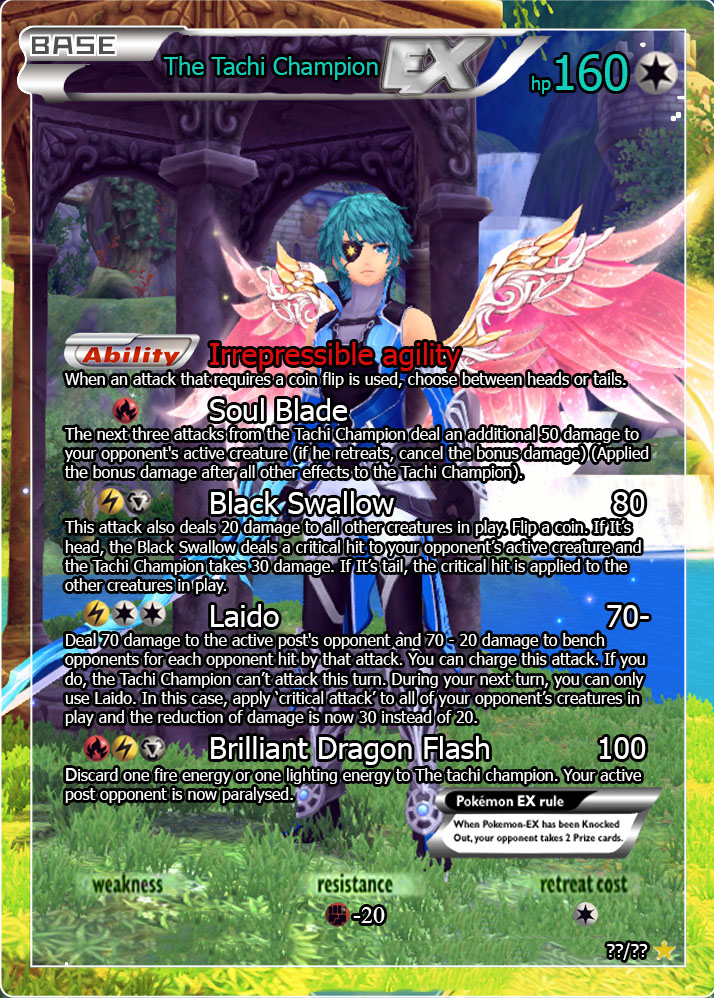 BASE
The Tachi Champion EX hp160
Ability Irrepressible agility
When an attack that requires a coin flip is used, choose between heads or tails.
Soul Blade
The next three attacks from the Tachi Champion deal an additional 50 damage to
your opponent's active creature (if he retreats, cancel the bonus damage) (Applied
the bonus damage after all other effects to the Tachi Champion).
Black Swallow 80
This attack also deals 20 damage to all other creatures in play. Flip a coin. If It's
head, the Black Swallow deals a critical hit to your opponent's active creature and
the Tachi Champion takes 30 damage. If It's tail, the critical hit is applied to the
other creatures in play.
Laido 70-
Deal 70 damage to the active post's opponent ànd 70 - 20 damage to bench
opponents for each opponent hit by that attack. You can charge this attack. If you
do, the Tachi Champion can't attack this turn. During your next turn, you can only
use Laido. In this case, apply 'critical attack' to all of your opponent's creatures in
play and the reduction of damage is now 30 instead of 20.
Brilliant Dragon Flash 100
Discard one fire energy or one lighting energy to The tachi champion. Your active
post opponent is now paralysed.
Pokémon EX rule
When Pokemon-EX has been Knocked
Out, your opponent takes 2 Prize cards.
weakness resistance retreat cost
-20
??/??